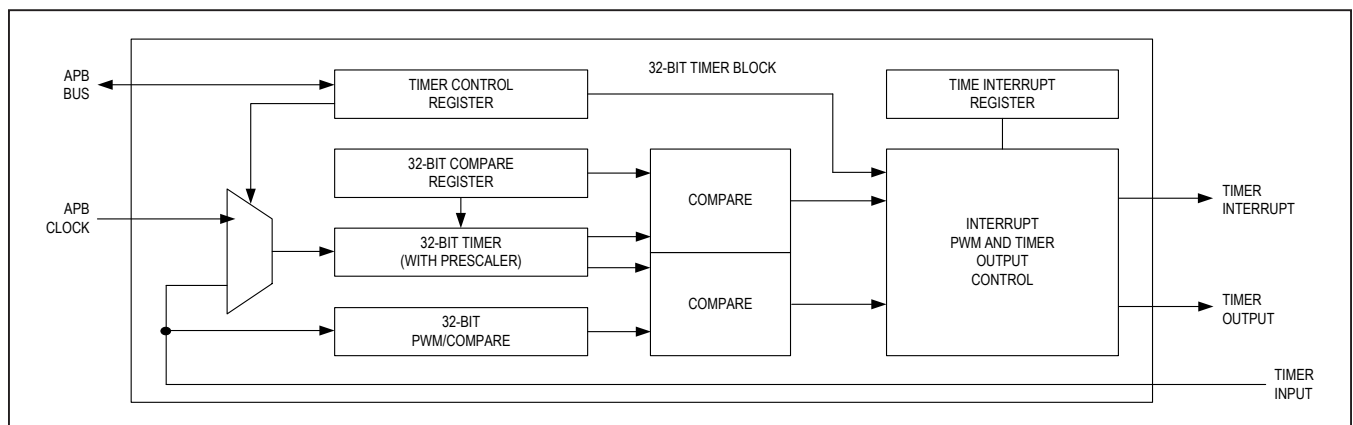 32-BIT TIMER BLOCK
APB
BUS
TIMER CONTROL
REGISTER
TIME INTERRUPT
REGISTER
32-BIT COMPARE
REGISTER
COMPARE
APB
CLOCK
32-BIT TIMER
(WITH PRESCALER)
COMPARE
32-BIT
PWM/COMPARE
INTERRUPT
PWM AND TIMER
OUTPUT
CONTROL
TIMER
INTERRUPT
TIMER
OUTPUT
TIMER
INPUT